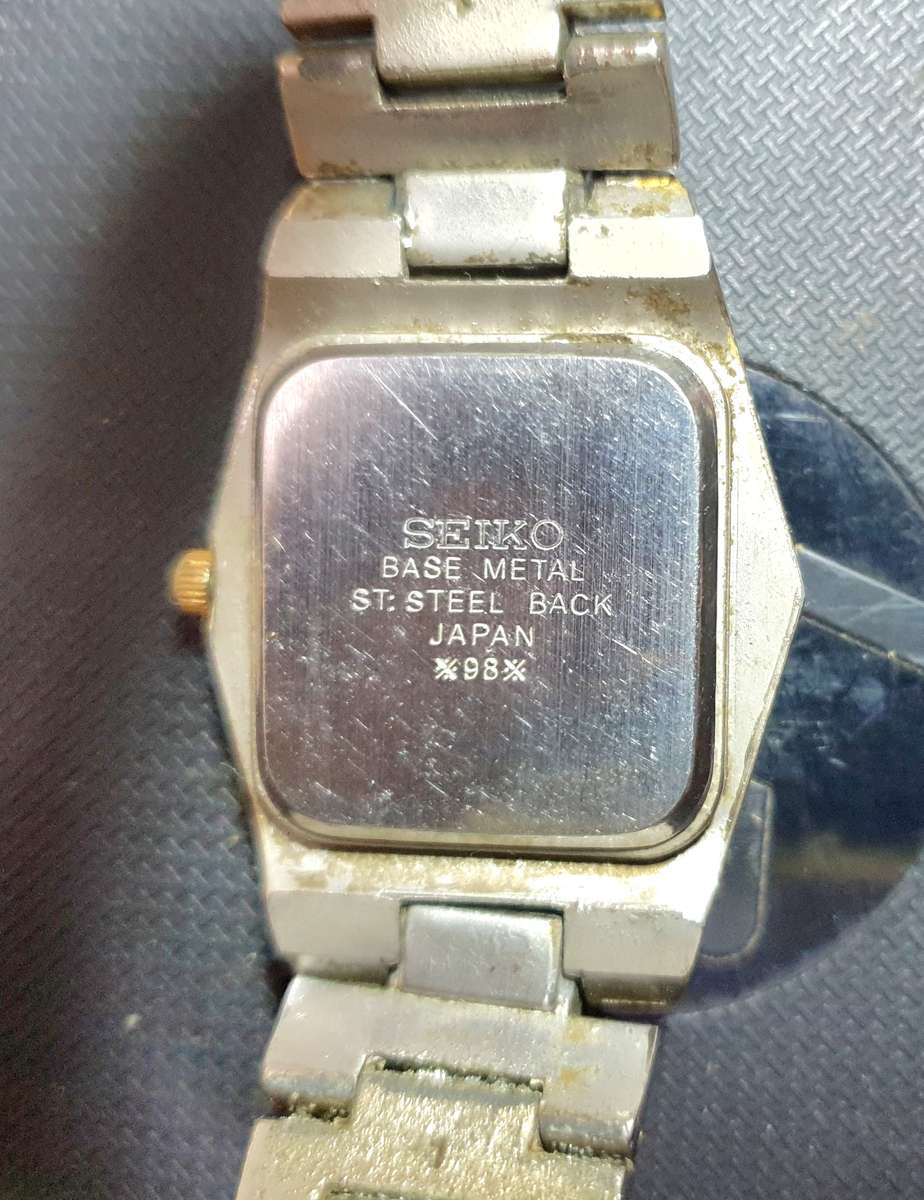 SEIKO
BASE METAL
ST. STEEL BACK
JAPAN
※98※